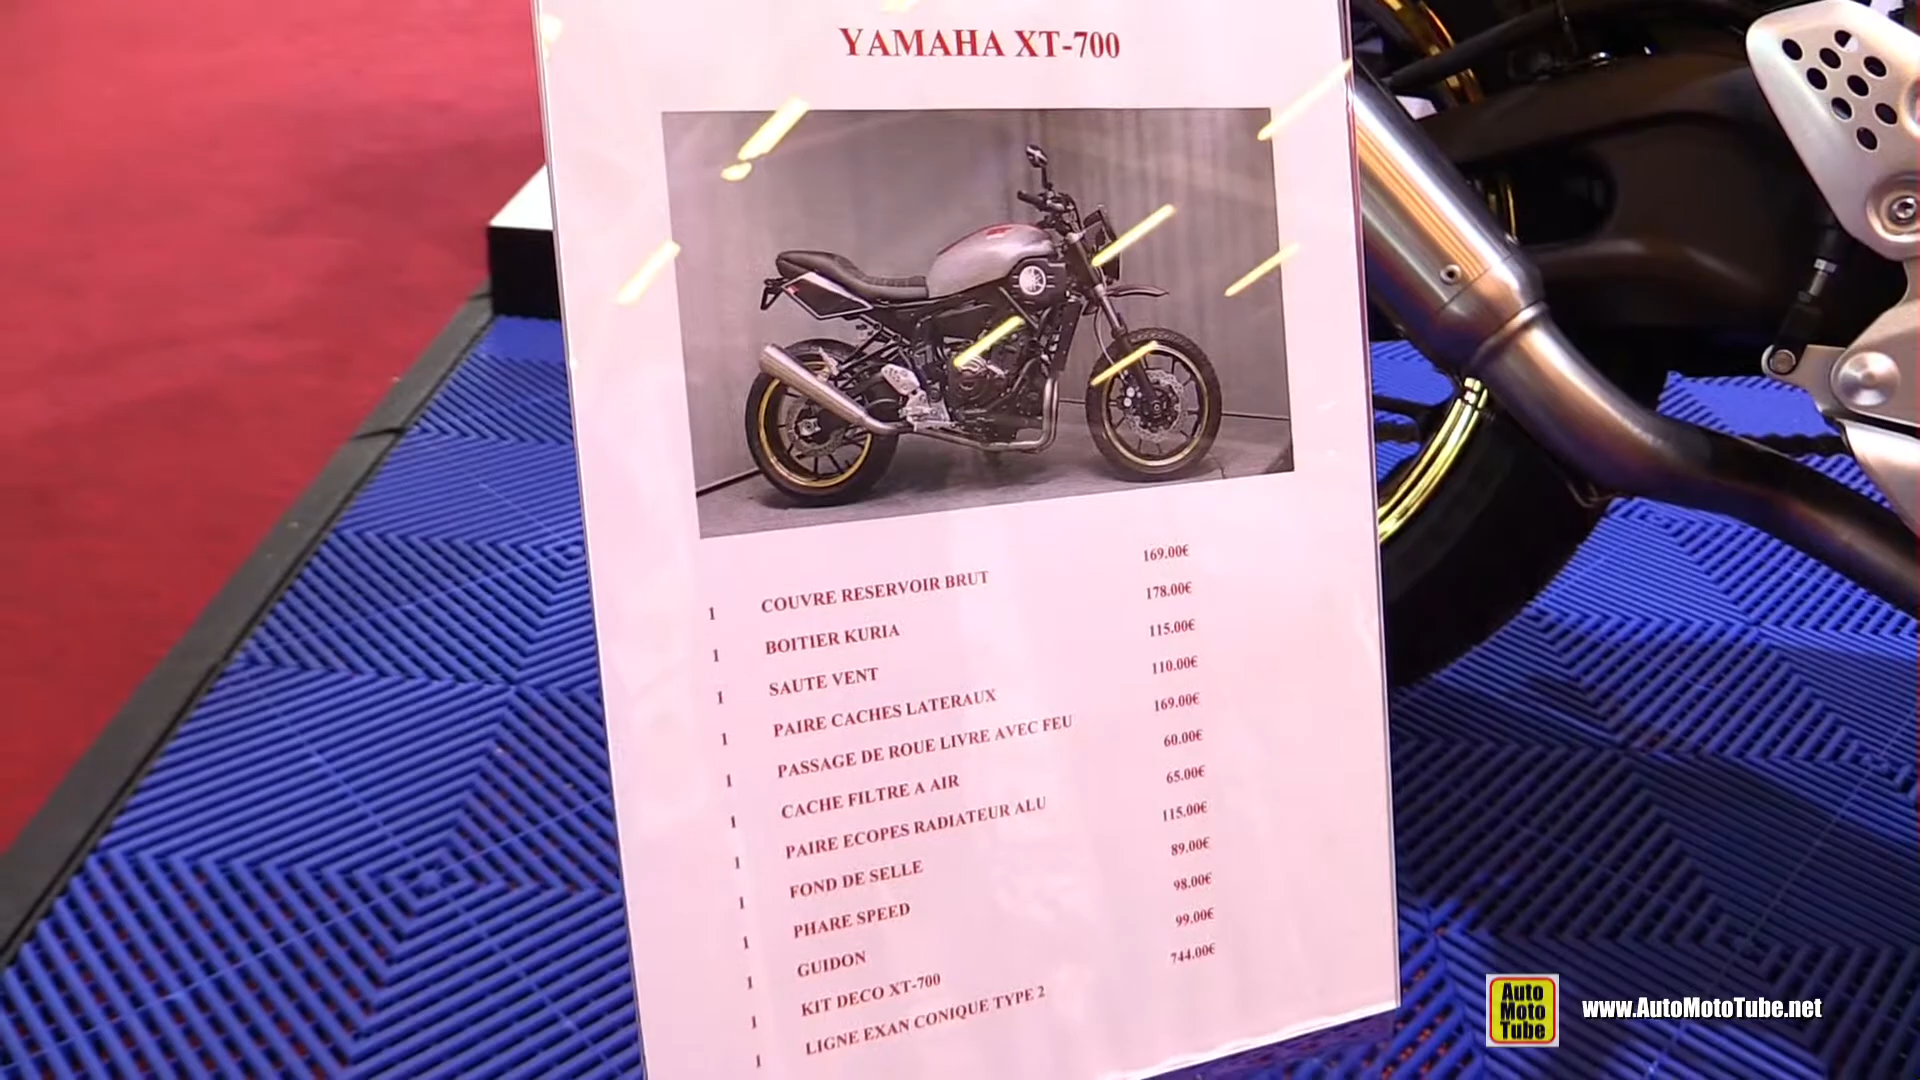 YAMAHA XT-700
1 COUVRE RESERVOIR BRUT 169.00€
1 BOITIER KURIA 178.00€
1 SAUTE VENT 115.00€
1 PAIRE CACHES LATERAUX 110.00€
1 PASSAGE DE ROUE LIVRE AVEC FEU 169.00€
1 CACHE FILTRE A AIR 60.00€
1 PAIRE ECOPES RADIATEUR ALU 65.00€
1 FOND DE SELLE 115.00€
1 PHARE SPEED 89.00€
1 GUIDON 98.00€
1 KIT DECO XT-700 99.00€
1 LIGNE EXAN CONIQUE TYPE 2 744.00€
Auto
Moto
Tube
www.AutoMotoTube.net